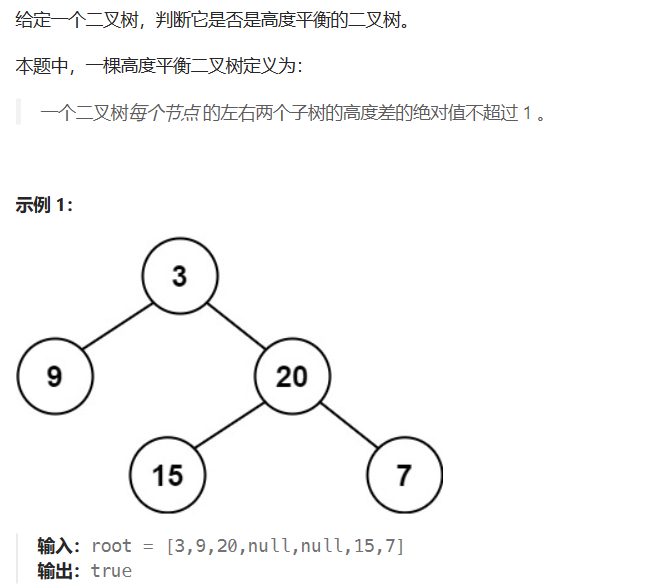 给定一个二叉树，判断它是否是高度平衡的二叉树。
本题中，一棵高度平衡二叉树定义为：
一个二叉树每个节点 的左右两个子树的高度差的绝对值不超过 1 。
示例 1：
3
9
20
15
7
输入：root = [3,9,20,null,null,15,7]
输出：true